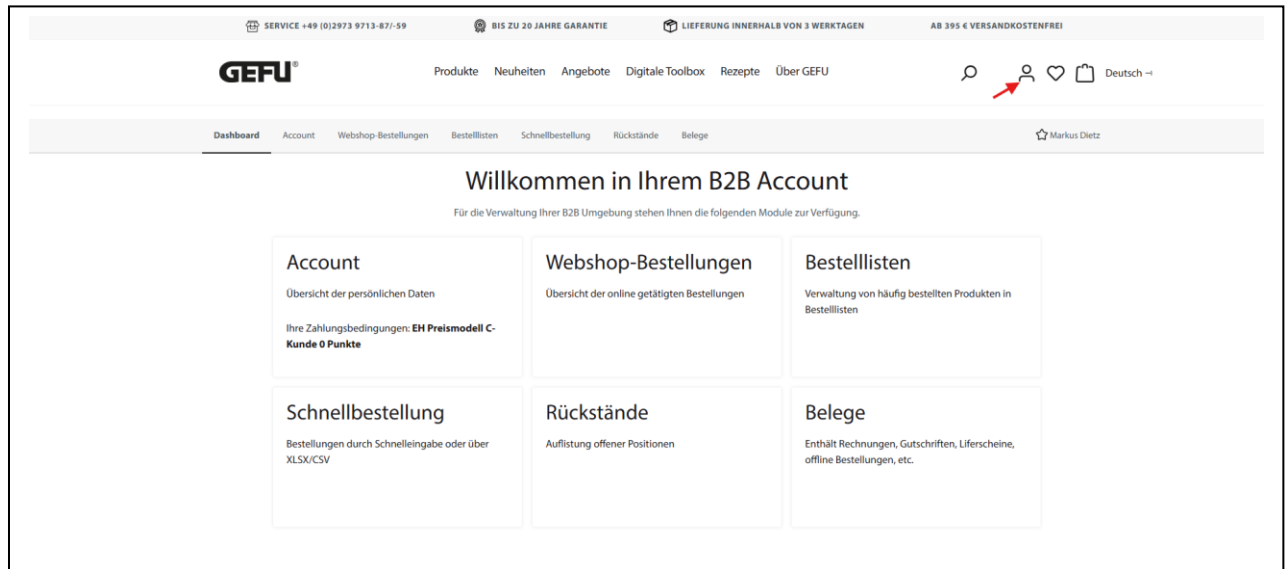 SERVICE +49 (0)2973 9713-87/-59
BIS ZU 20 JAHRE GARANTIE
LIEFERUNG INNERHALB VON 3 WERKTAGEN
AB 395 € VERSANDKOSTENFREI
GEFU®
Produkte Neuheiten Angebote Digitale Toolbox Rezepte Über GEFU
Deutsch
Dashboard Account Webshop-Bestellungen Bestelllisten Schnellbestellung Rückstände Belege
Markus Dietz
Willkommen in Ihrem B2B Account
Für die Verwaltung Ihrer B2B Umgebung stehen Ihnen die folgenden Module zur Verfügung.
Account
Übersicht der persönlichen Daten
Ihre Zahlungsbedingungen: EH Preismodell C-
Kunde 0 Punkte
Webshop-Bestellungen
Übersicht der online getätigten Bestellungen
Bestelllisten
Verwaltung von häufig bestellten Produkten in
Bestelllisten
Schnellbestellung
Bestellungen durch Schnelleingabe oder über
XLSX/CSV
Rückstände
Auflistung offener Positionen
Belege
Enthält Rechnungen, Gutschriften, Liferscheine,
offline Bestellungen, etc.